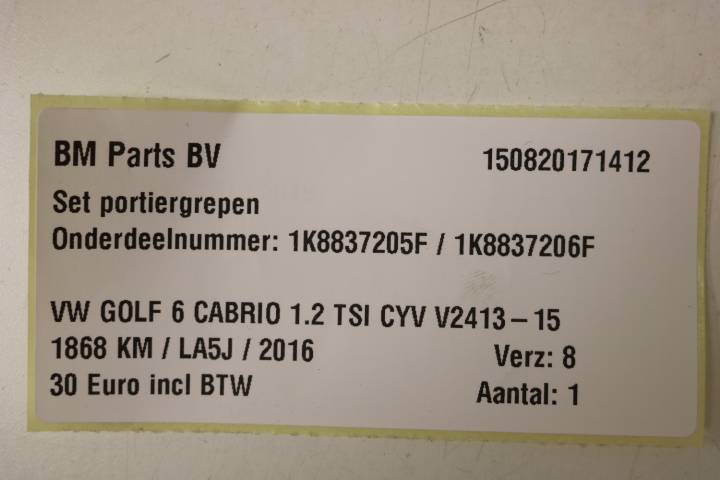 BM Parts BV 150820171412
Set portiergrepen
Onderdeelnummer: 1K8837205F / 1K8837206F
VW GOLF 6 CABRIO 1.2 TSI CYV V2413-15
1868 KM / LA5J / 2016 Verz: 8
30 Euro incl BTW Aantal: 1